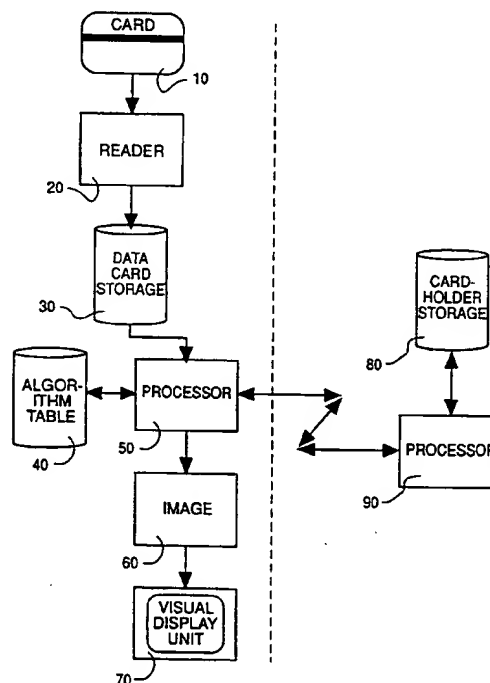 CARD
10
READER
20
DATA
CARD
STORAGE
30
ALGOR-
ITHM
TABLE
40
PROCESSOR
50
IMAGE
60
VISUAL
DISPLAY
UNIT
70
CARD-
HOLDER
STORAGE
80
PROCESSOR
90